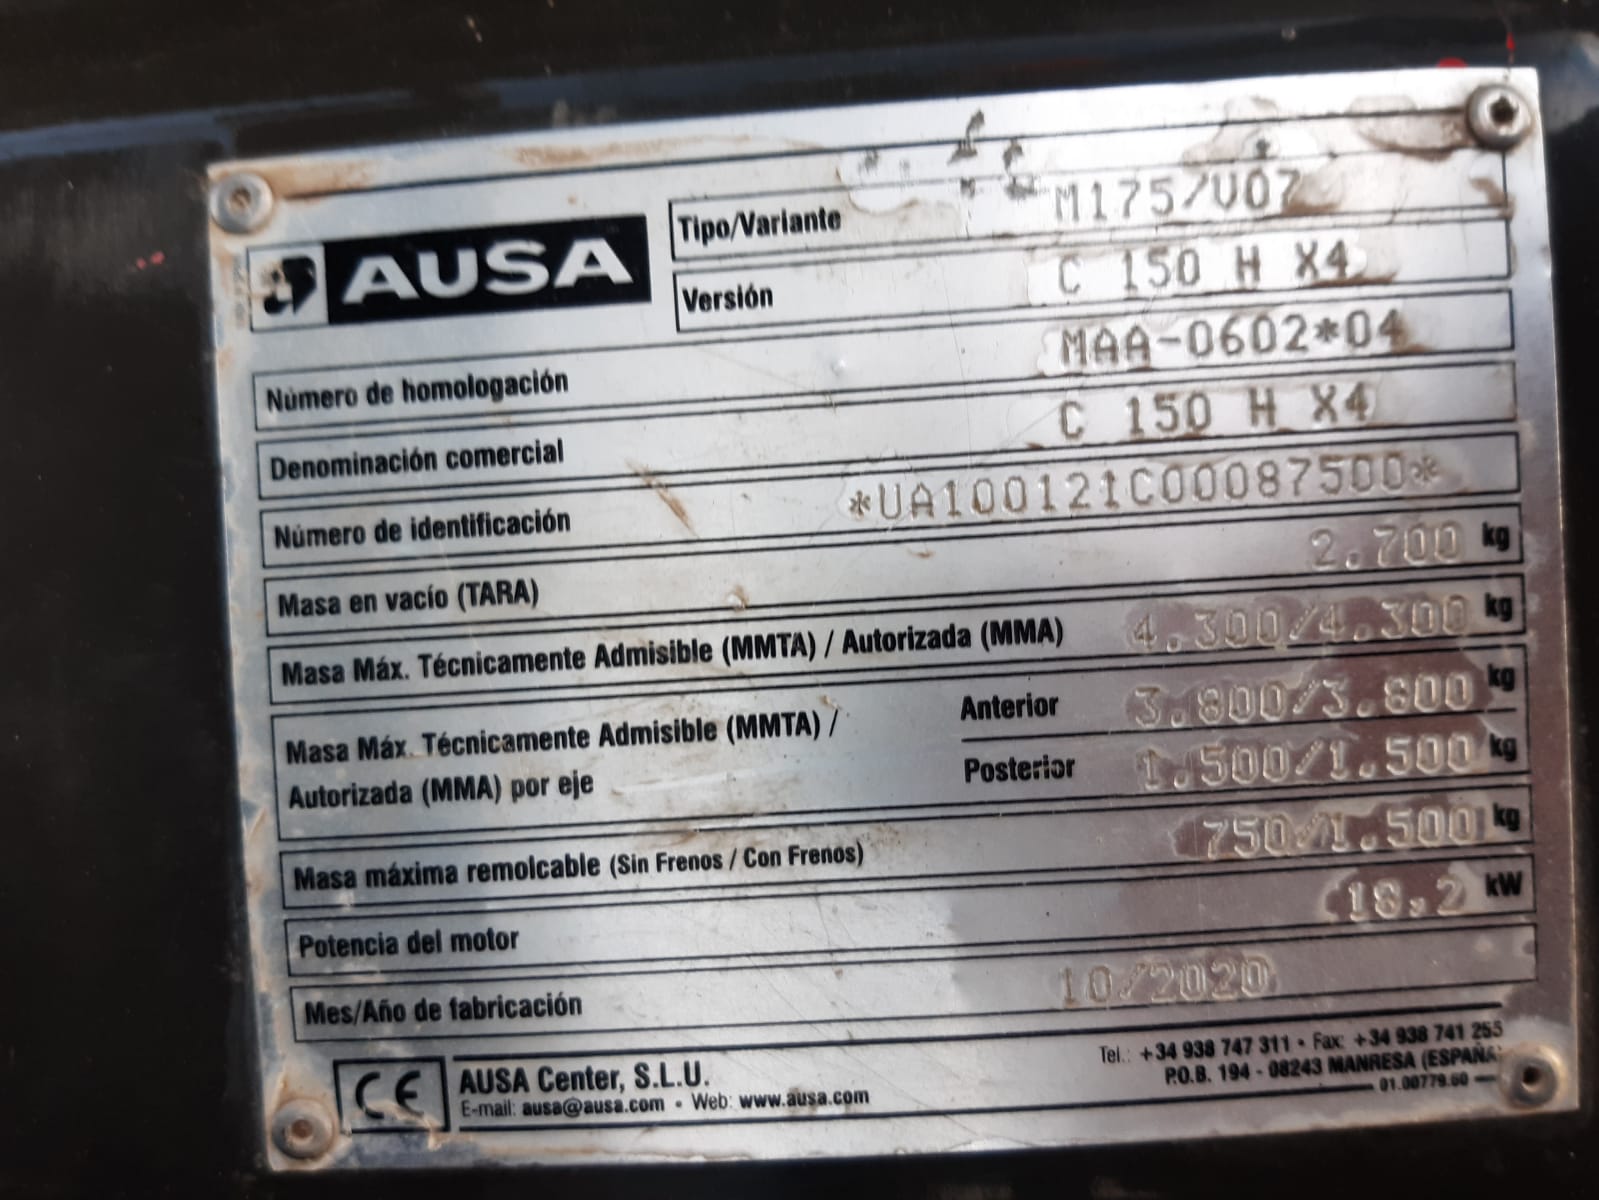 AUSA
Tipo/Variante M175/V07
Versión C 150 H X4
Número de homologación MAA-0602*04
Denominación comercial C 150 H X4
Número de identificación *UA100121C00087500*
Masa en vacío (TARA) 2.700 kg
Masa Máx. Técnicamente Admisible (MMTA) / Autorizada (MMA) 4.300/4.300 kg
Masa Máx. Técnicamente Admisible (MMTA) / Anterior 3.800/3.800 kg
Autorizada (MMA) por eje Posterior 1.500/1.500 kg
Masa máxima remolcable (Sin Frenos / Con Frenos) 750/1.500 kg
Potencia del motor 18,2 kW
Mes/Año de fabricación 10/2020
CE
AUSA Center, S.L.U.
E-mail: ausa@ausa.com • Web: www.ausa.com
Tel.: +34 938 747 311 • Fax: +34 938 741 255
P.O.B. 194 - 08243 MANRESA (ESPAÑA)
01.00779.60